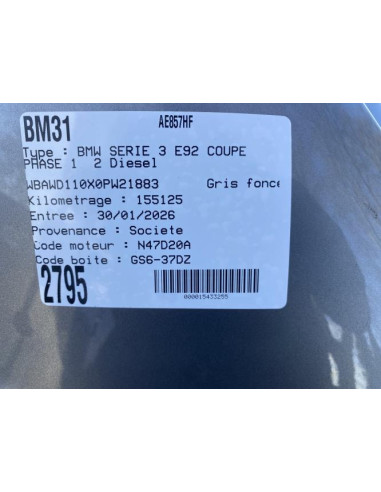 BM31 AE857HF
Type : BMW SERIE 3 E92 COUPE
PHASE 1 2 Diesel
WBAWD110X0PW21883 Gris fonce
Kilometrage : 155125
Entree : 30/01/2026
Provenance : Societe
Code moteur : N47D20A
Code boite : GS6-37DZ
2795
000015433255